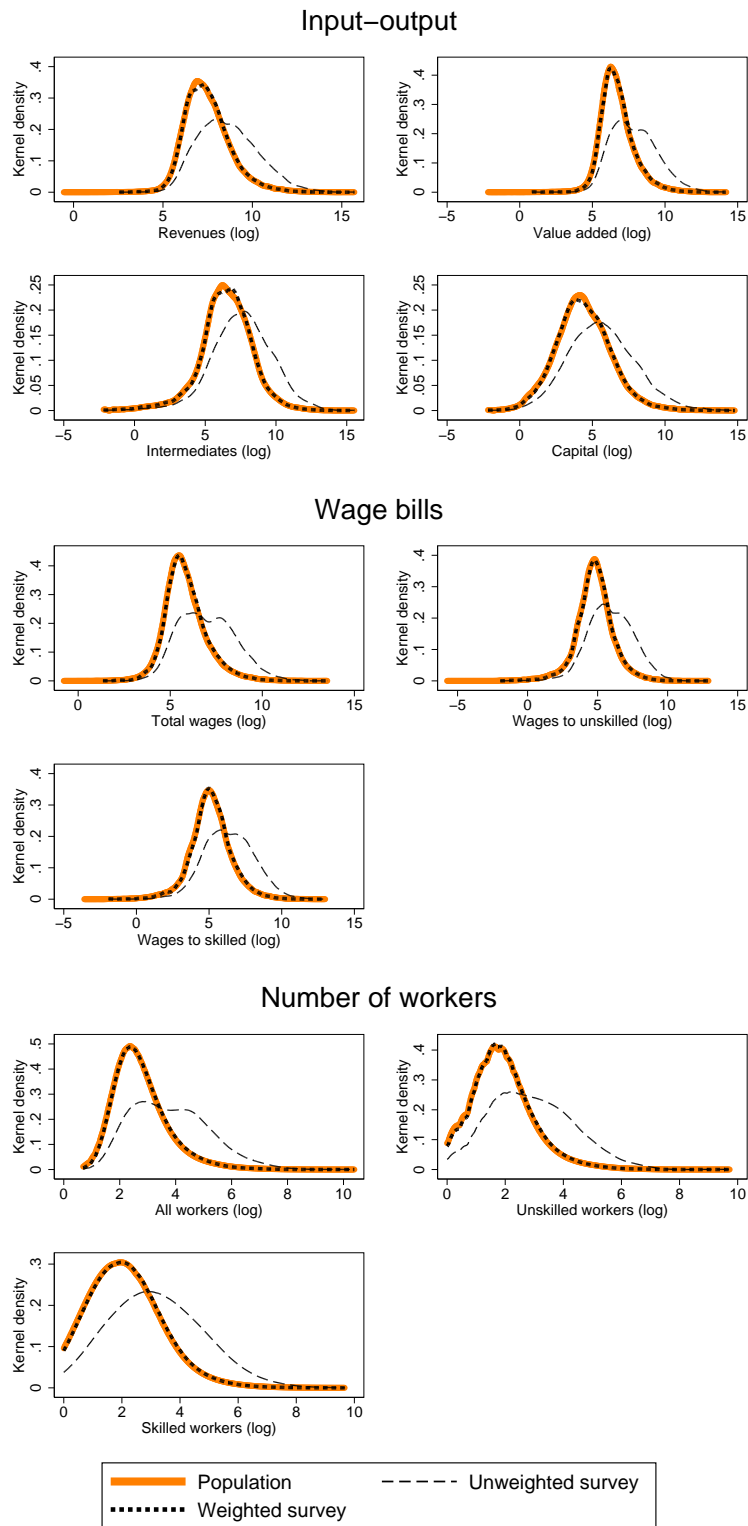 Input−output
Kernel density
0 .1 .2 .3 .4
0 5 10 15
Revenues (log)
Kernel density
0 .1 .2 .3 .4
−5 0 5 10 15
Value added (log)
Kernel density
0 .05 .1 .15 .2 .25
−5 0 5 10 15
Intermediates (log)
Kernel density
0 .05 .1 .15 .2 .25
−5 0 5 10 15
Capital (log)
Wage bills
Kernel density
0 .1 .2 .3 .4
0 5 10 15
Total wages (log)
Kernel density
0 .1 .2 .3 .4
−5 0 5 10 15
Wages to unskilled (log)
Kernel density
0 .1 .2 .3 .4
−5 0 5 10 15
Wages to skilled (log)
Number of workers
Kernel density
0 .1 .2 .3 .4 .5
0 2 4 6 8 10
All workers (log)
Kernel density
0 .1 .2 .3 .4
0 2 4 6 8 10
Unskilled workers (log)
Kernel density
0 .1 .2 .3
0 2 4 6 8 10
Skilled workers (log)
Population
Unweighted survey
Weighted survey